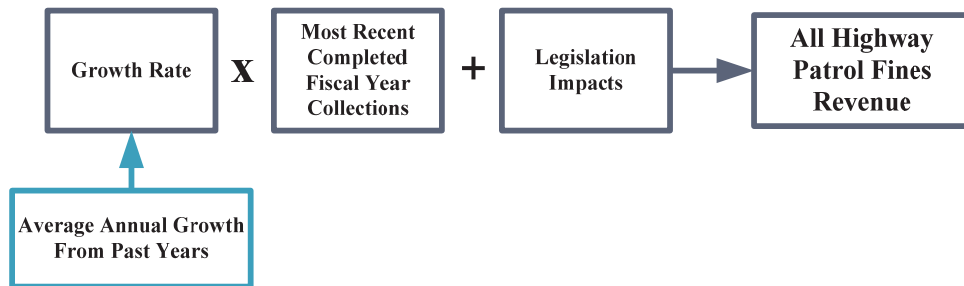 Growth Rate
x
Most Recent
Completed
Fiscal Year
Collections
+
Legislation
Impacts
All Highway
Patrol Fines
Revenue
Average Annual Growth
From Past Years